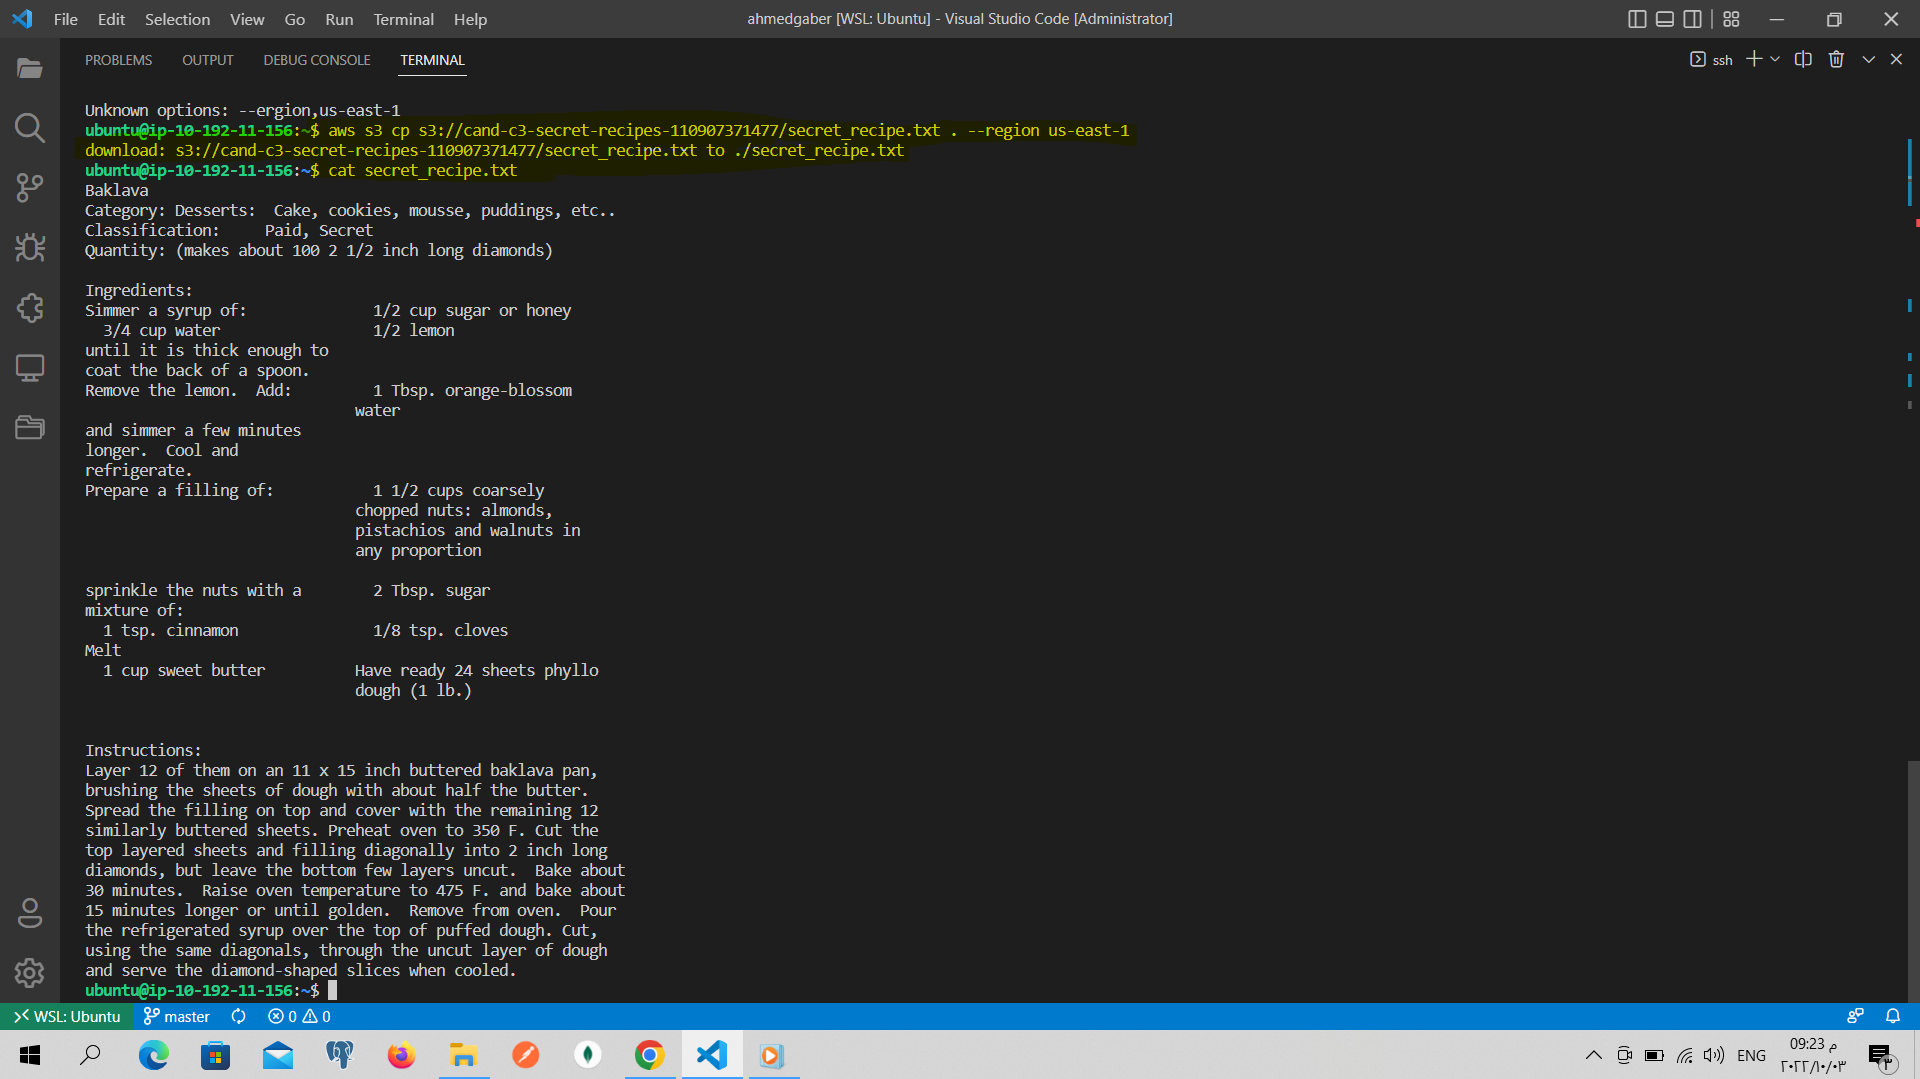 File Edit Selection View Go Run Terminal Help
ahmedgaber [WSL: Ubuntu] - Visual Studio Code [Administrator]
PROBLEMS OUTPUT DEBUG CONSOLE TERMINAL
ssh
Unknown options: --ergion,us-east-1
ubuntu@ip-10-192-11-156:~$ aws s3 cp s3://cand-c3-secret-recipes-110907371477/secret_recipe.txt . --region us-east-1
download: s3://cand-c3-secret-recipes-110907371477/secret_recipe.txt to ./secret_recipe.txt
ubuntu@ip-10-192-11-156:~$ cat secret_recipe.txt
Baklava
Category: Desserts:  Cake, cookies, mousse, puddings, etc..
Classification:     Paid, Secret
Quantity: (makes about 100 2 1/2 inch long diamonds)
Ingredients:
Simmer a syrup of:              1/2 cup sugar or honey
  3/4 cup water                 1/2 lemon
until it is thick enough to
coat the back of a spoon.
Remove the lemon.  Add:         1 Tbsp. orange-blossom
                              water
and simmer a few minutes
longer.  Cool and
refrigerate.
Prepare a filling of:           1 1/2 cups coarsely
                              chopped nuts: almonds,
                              pistachios and walnuts in
                              any proportion
sprinkle the nuts with a        2 Tbsp. sugar
mixture of:
  1 tsp. cinnamon               1/8 tsp. cloves
Melt
  1 cup sweet butter          Have ready 24 sheets phyllo
                              dough (1 lb.)
Instructions:
Layer 12 of them on an 11 x 15 inch buttered baklava pan,
brushing the sheets of dough with about half the butter.
Spread the filling on top and cover with the remaining 12
similarly buttered sheets. Preheat oven to 350 F. Cut the
top layered sheets and filling diagonally into 2 inch long
diamonds, but leave the bottom few layers uncut.  Bake about
30 minutes.  Raise oven temperature to 475 F. and bake about
15 minutes longer or until golden.  Remove from oven.  Pour
the refrigerated syrup over the top of puffed dough. Cut,
using the same diagonals, through the uncut layer of dough
and serve the diamond-shaped slices when cooled.
ubuntu@ip-10-192-11-156:~$
WSL: Ubuntu master 0 0
ENG
09:23 م
٢٠٢٢/١٠/٠٣
٣